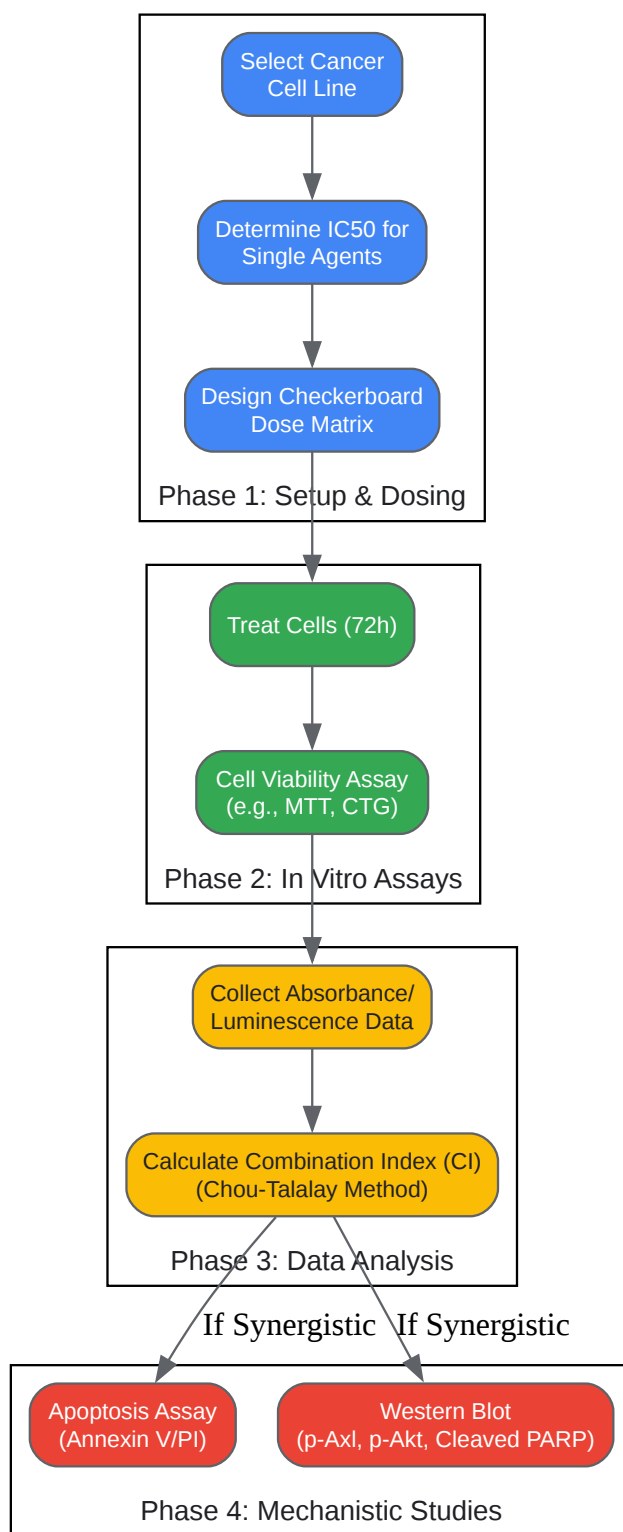 Select Cancer
Cell Line
Determine IC50 for
Single Agents
Design Checkerboard
Dose Matrix
Phase 1: Setup & Dosing
Treat Cells (72h)
Cell Viability Assay
(e.g., MTT, CTG)
Phase 2: In Vitro Assays
Collect Absorbance/
Luminescence Data
Calculate Combination Index (CI)
(Chou-Talalay Method)
Phase 3: Data Analysis
If Synergistic
If Synergistic
Apoptosis Assay
(Annexin V/PI)
Western Blot
(p-Axl, p-Akt, Cleaved PARP)
Phase 4: Mechanistic Studies